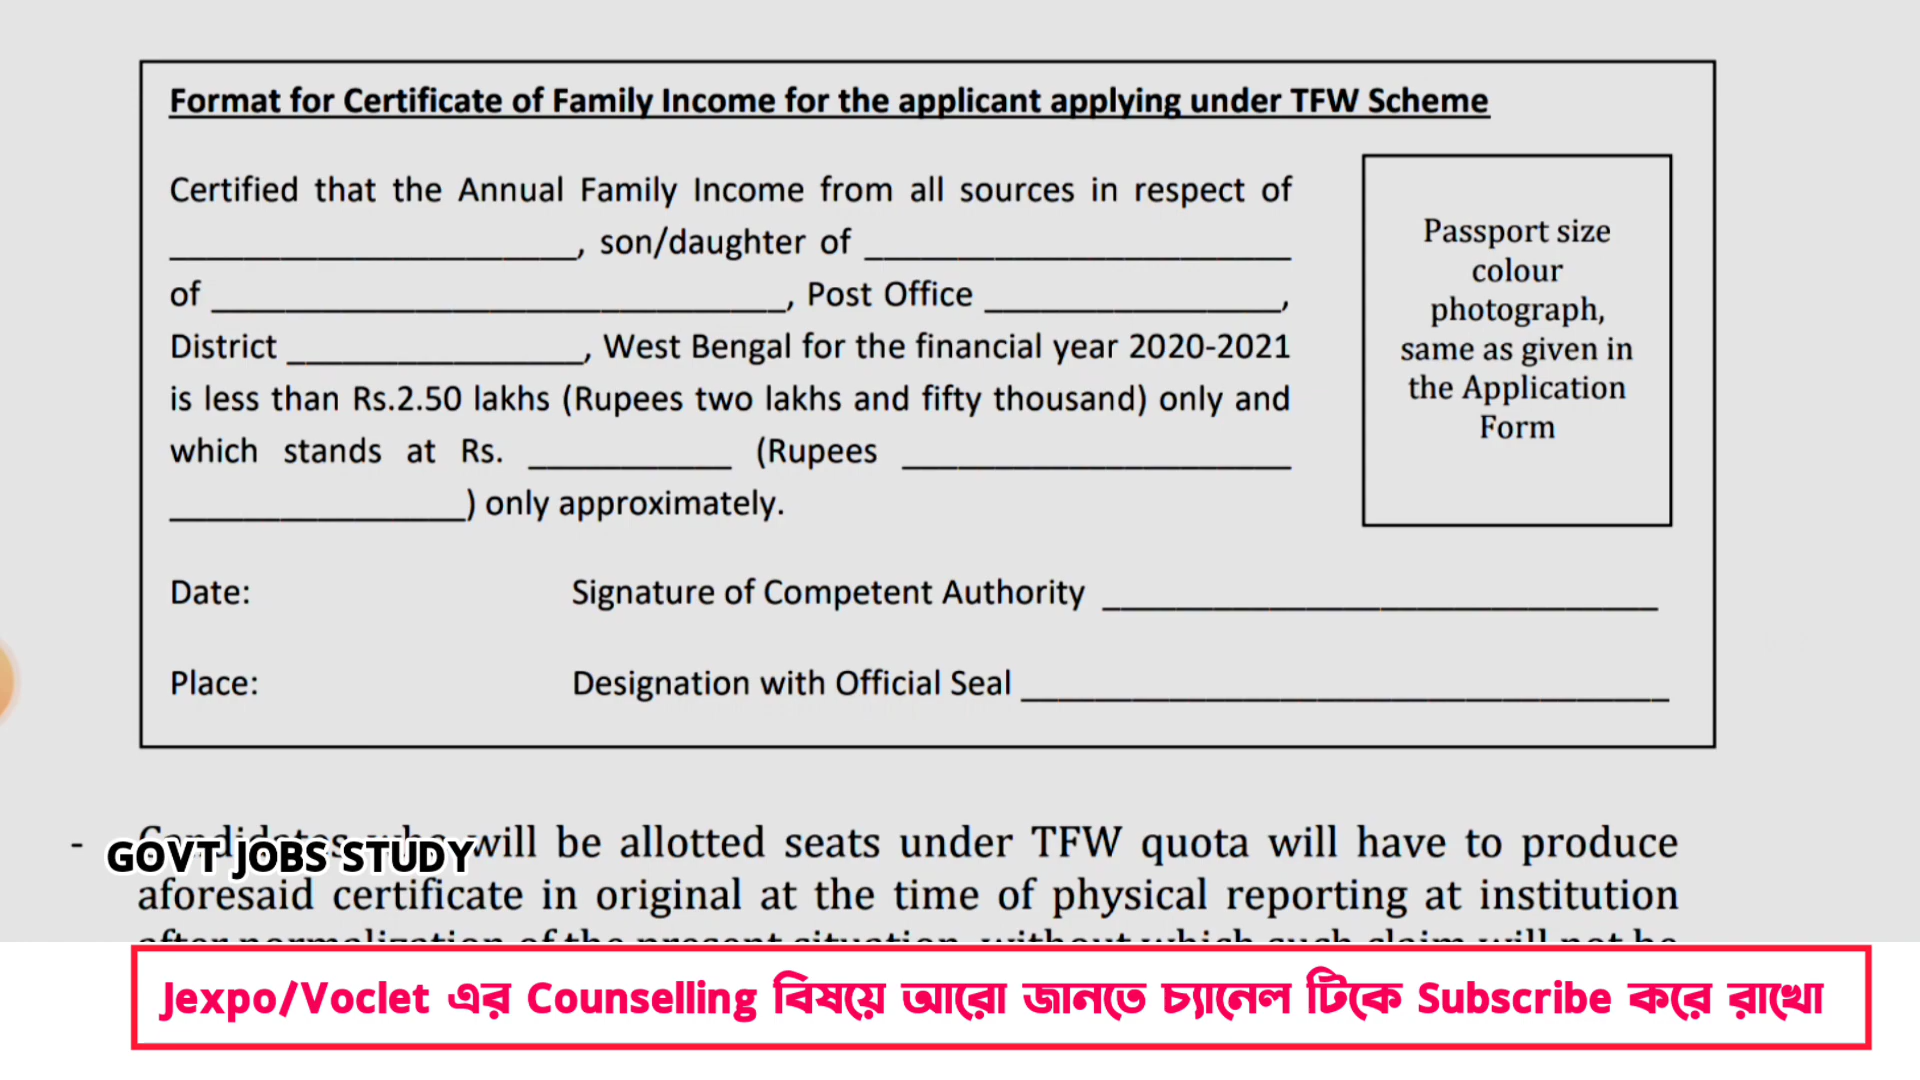 Format for Certificate of Family Income for the applicant applying under TFW Scheme
Certified that the Annual Family Income from all sources in respect of
______________________, son/daughter of _______________________
of _______________________________, Post Office ________________,
District ________________, West Bengal for the financial year 2020-2021
is less than Rs.2.50 lakhs (Rupees two lakhs and fifty thousand) only and
which stands at Rs. ___________ (Rupees _____________________
________________) only approximately.
Passport size
colour
photograph,
same as given in
the Application
Form
Date: Signature of Competent Authority ______________________________
Place: Designation with Official Seal ___________________________________
- Candidates who will be allotted seats under TFW quota will have to produce
GOVT JOBS STUDY
aforesaid certificate in original at the time of physical reporting at institution
after normalization of the present situation, without which such claim will not be
Jexpo/Voclet এর Counselling বিষয়ে আরো জানতে চ্যানেল টিকে Subscribe করে রাখো